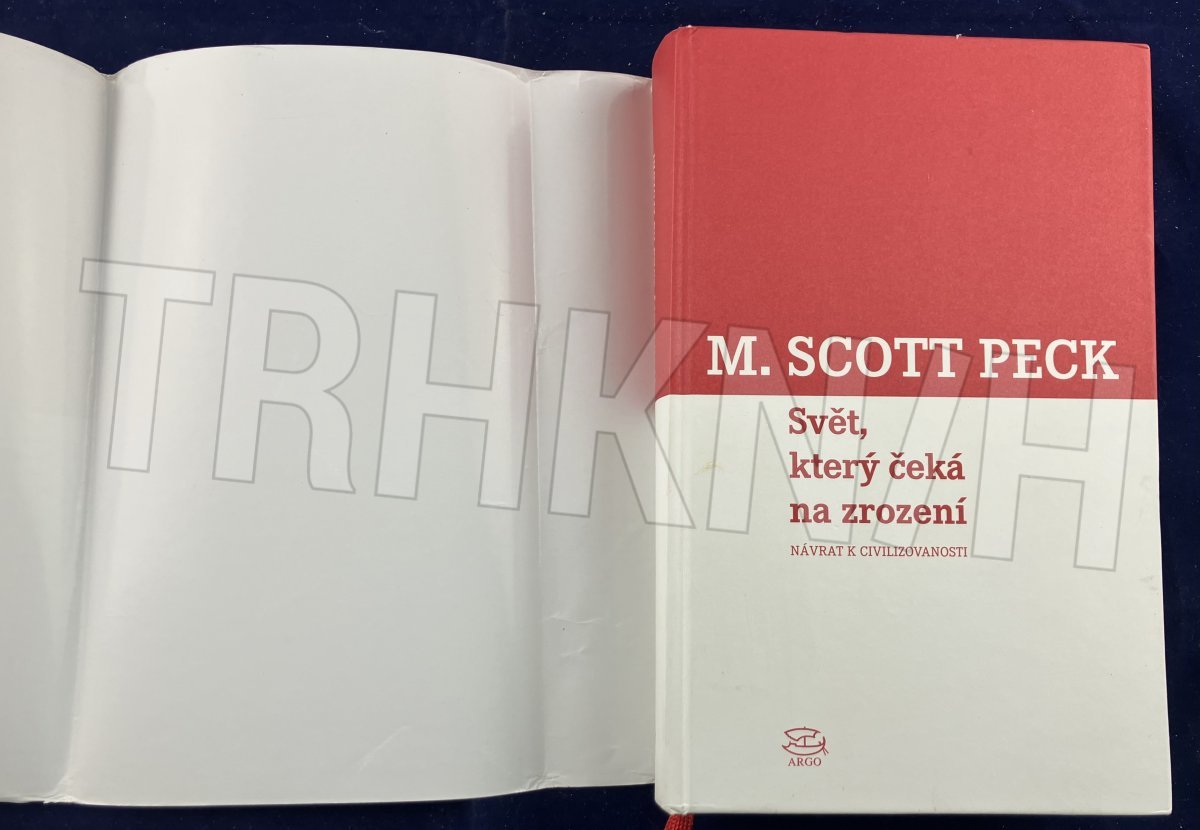 M. SCOTT PECK
Svět,
který čeká
na zrození
NÁVRAT K CIVILIZOVANOSTI
ARGO
TRHKNIH